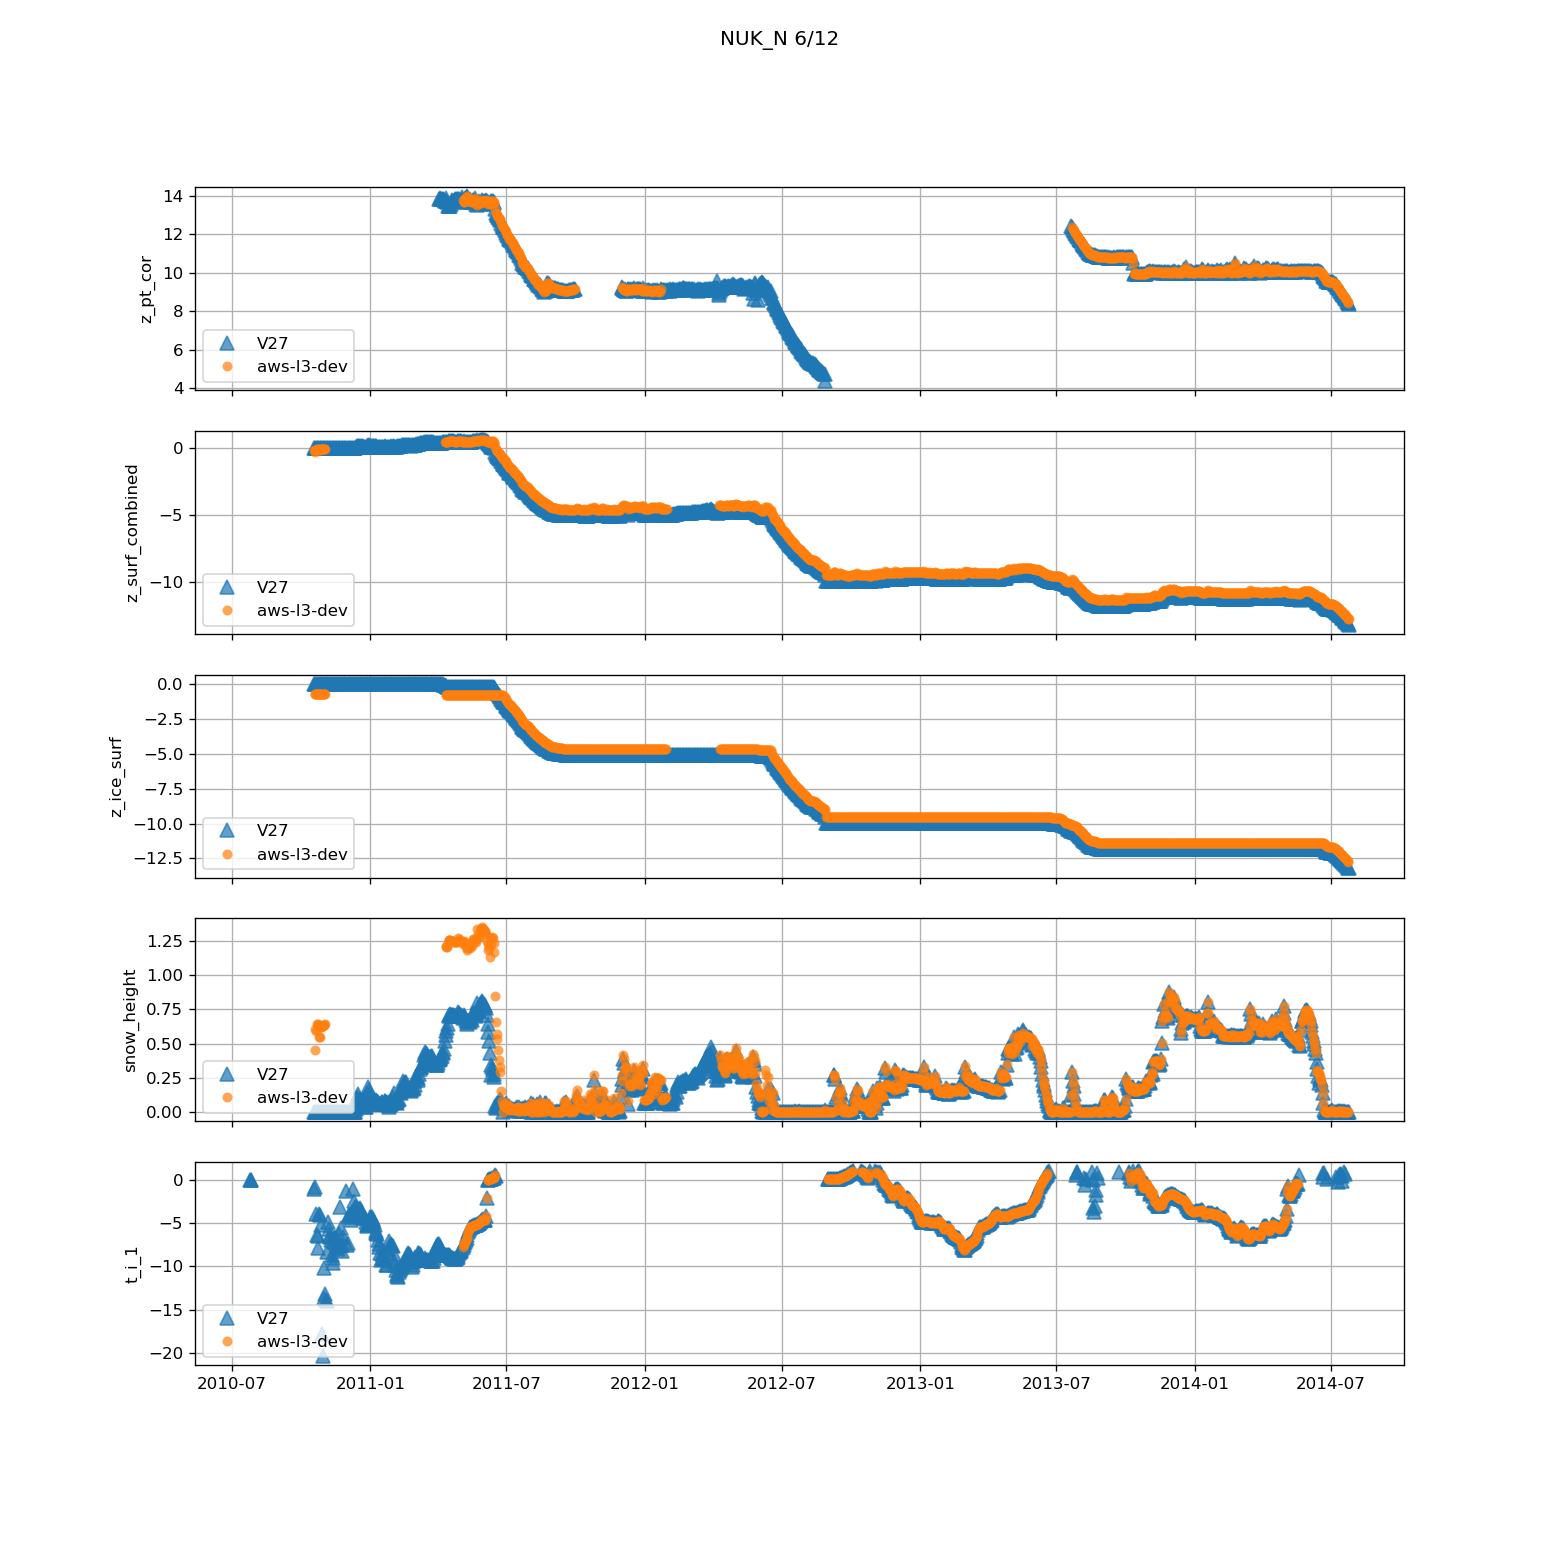 NUK_N 6/12
14
12
10
8
6
4
z_pt_cor
V27
aws-l3-dev
0
−5
−10
z_surf_combined
V27
aws-l3-dev
0.0
−2.5
−5.0
−7.5
−10.0
−12.5
z_ice_surf
V27
aws-l3-dev
1.25
1.00
0.75
0.50
0.25
0.00
snow_height
V27
aws-l3-dev
0
−5
−10
−15
−20
t_i_1
V27
aws-l3-dev
2010-07 2011-01 2011-07 2012-01 2012-07 2013-01 2013-07 2014-01 2014-07